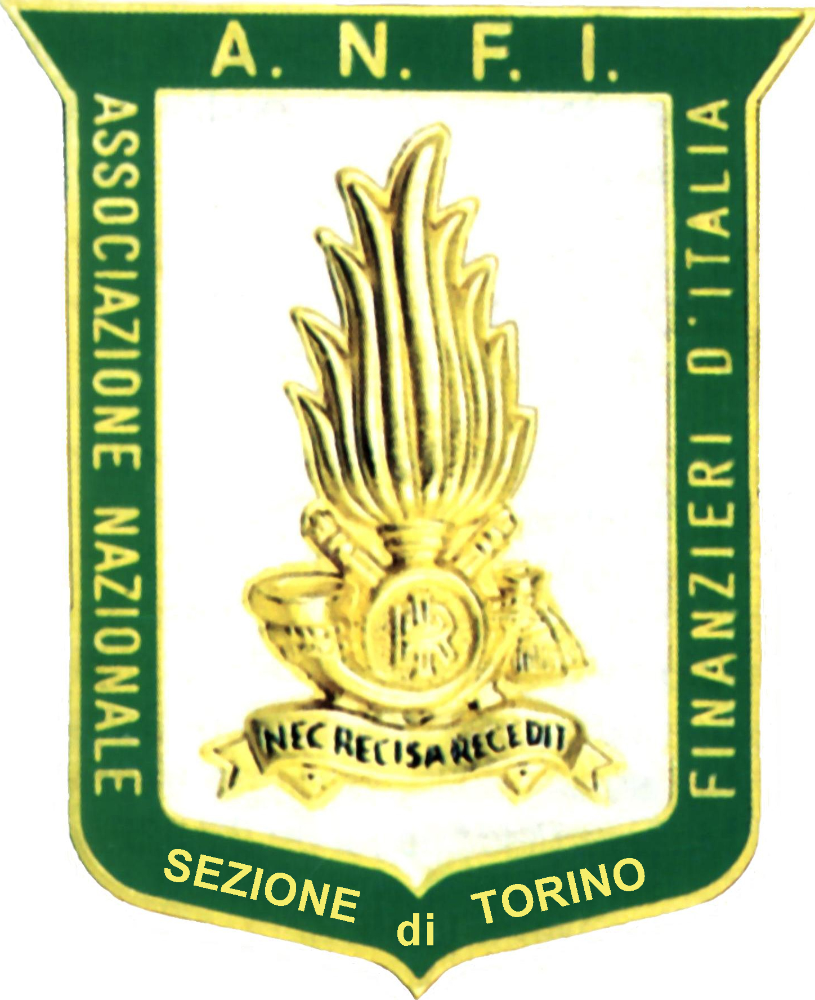 A. N. F. I.
ASSOCIAZIONE NAZIONALE
FINANZIERI D'ITALIA
NEC RECISA RECEDIT
SEZIONE di TORINO